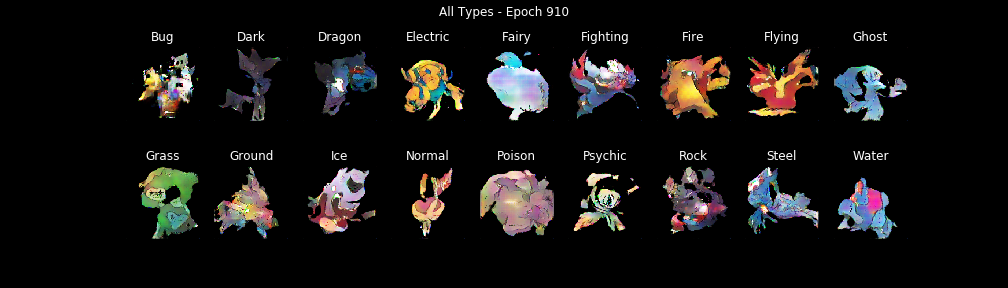 All Types - Epoch 910
Bug Dark Dragon Electric Fairy Fighting Fire Flying Ghost
Grass Ground Ice Normal Poison Psychic Rock Steel Water